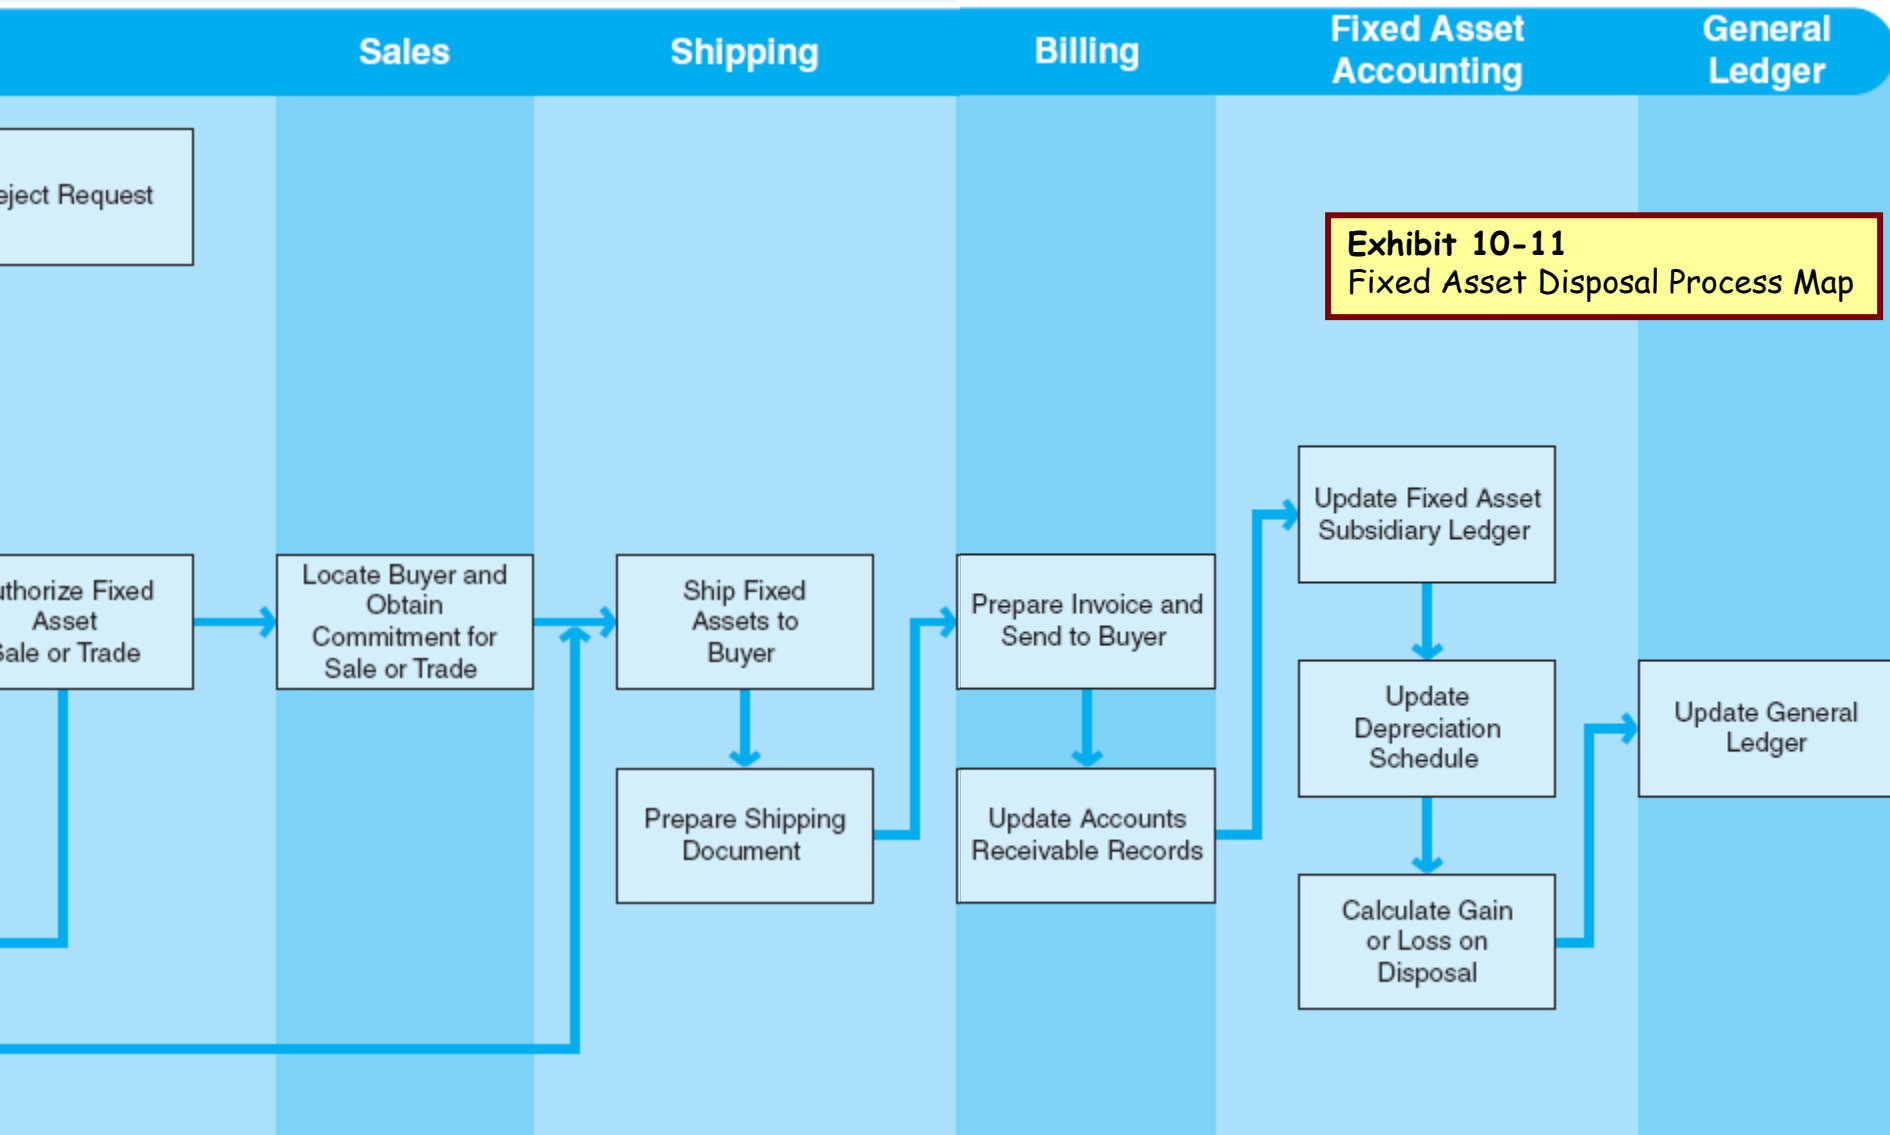 Sales
Shipping
Billing
Fixed Asset
Accounting
General
Ledger
eject Request
Exhibit 10-11
Fixed Asset Disposal Process Map
uthorize Fixed
Asset
Sale or Trade
Locate Buyer and
Obtain
Commitment for
Sale or Trade
Ship Fixed
Assets to
Buyer
Prepare Shipping
Document
Prepare Invoice and
Send to Buyer
Update Accounts
Receivable Records
Update Fixed Asset
Subsidiary Ledger
Update
Depreciation
Schedule
Calculate Gain
or Loss on
Disposal
Update General
Ledger